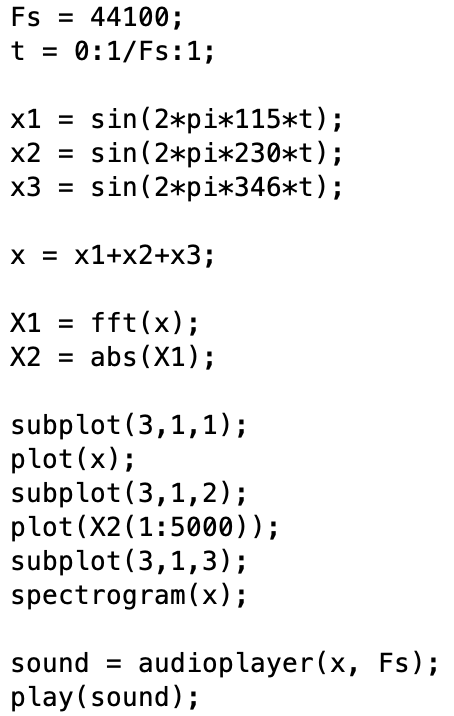 Fs = 44100;
t = 0:1/Fs:1;
x1 = sin(2*pi*115*t);
x2 = sin(2*pi*230*t);
x3 = sin(2*pi*346*t);
x = x1+x2+x3;
X1 = fft(x);
X2 = abs(X1);
subplot(3,1,1);
plot(x);
subplot(3,1,2);
plot(X2(1:5000));
subplot(3,1,3);
spectrogram(x);
sound = audioplayer(x, Fs);
play(sound);